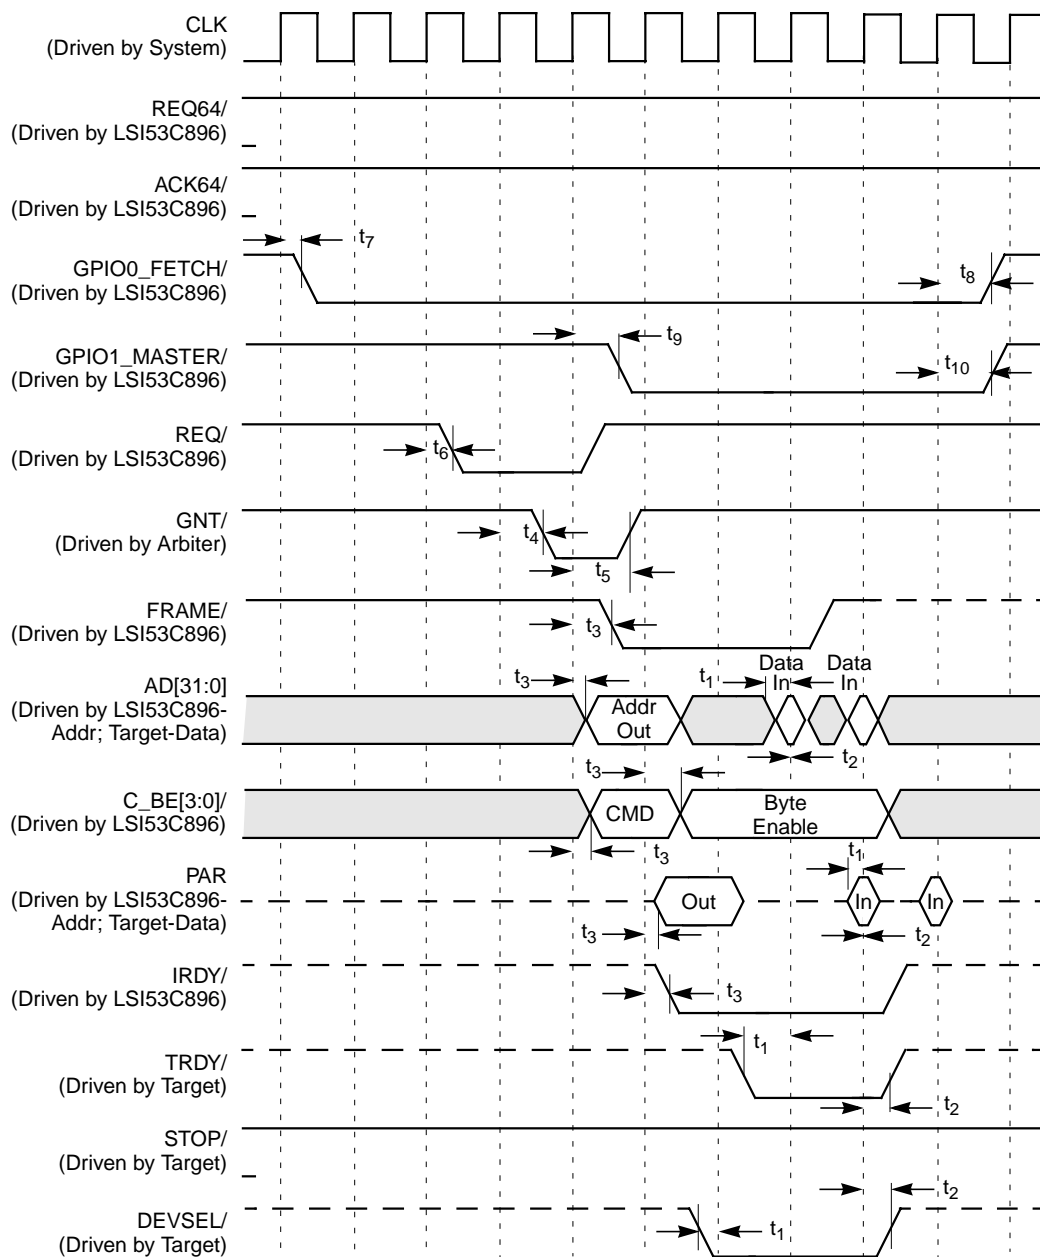 CLK
(Driven by System)
REQ64/
(Driven by LSI53C896)
ACK64/
(Driven by LSI53C896)
t7
GPIO0_FETCH/
(Driven by LSI53C896)
t8
t9
GPIO1_MASTER/
(Driven by LSI53C896)
t10
REQ/
(Driven by LSI53C896)
t6
GNT/
(Driven by Arbiter)
t4
t5
FRAME/
(Driven by LSI53C896)
t3
AD[31:0]
(Driven by LSI53C896-
Addr; Target-Data)
t3
Addr
Out
t1
Data
In
Data
In
t2
t3
C_BE[3:0]/
(Driven by LSI53C896)
CMD
Byte
Enable
t3
t1
PAR
(Driven by LSI53C896-
Addr; Target-Data)
Out
In
In
t3
t2
IRDY/
(Driven by LSI53C896)
t3
t1
TRDY/
(Driven by Target)
t2
STOP/
(Driven by Target)
t2
DEVSEL/
(Driven by Target)
t1